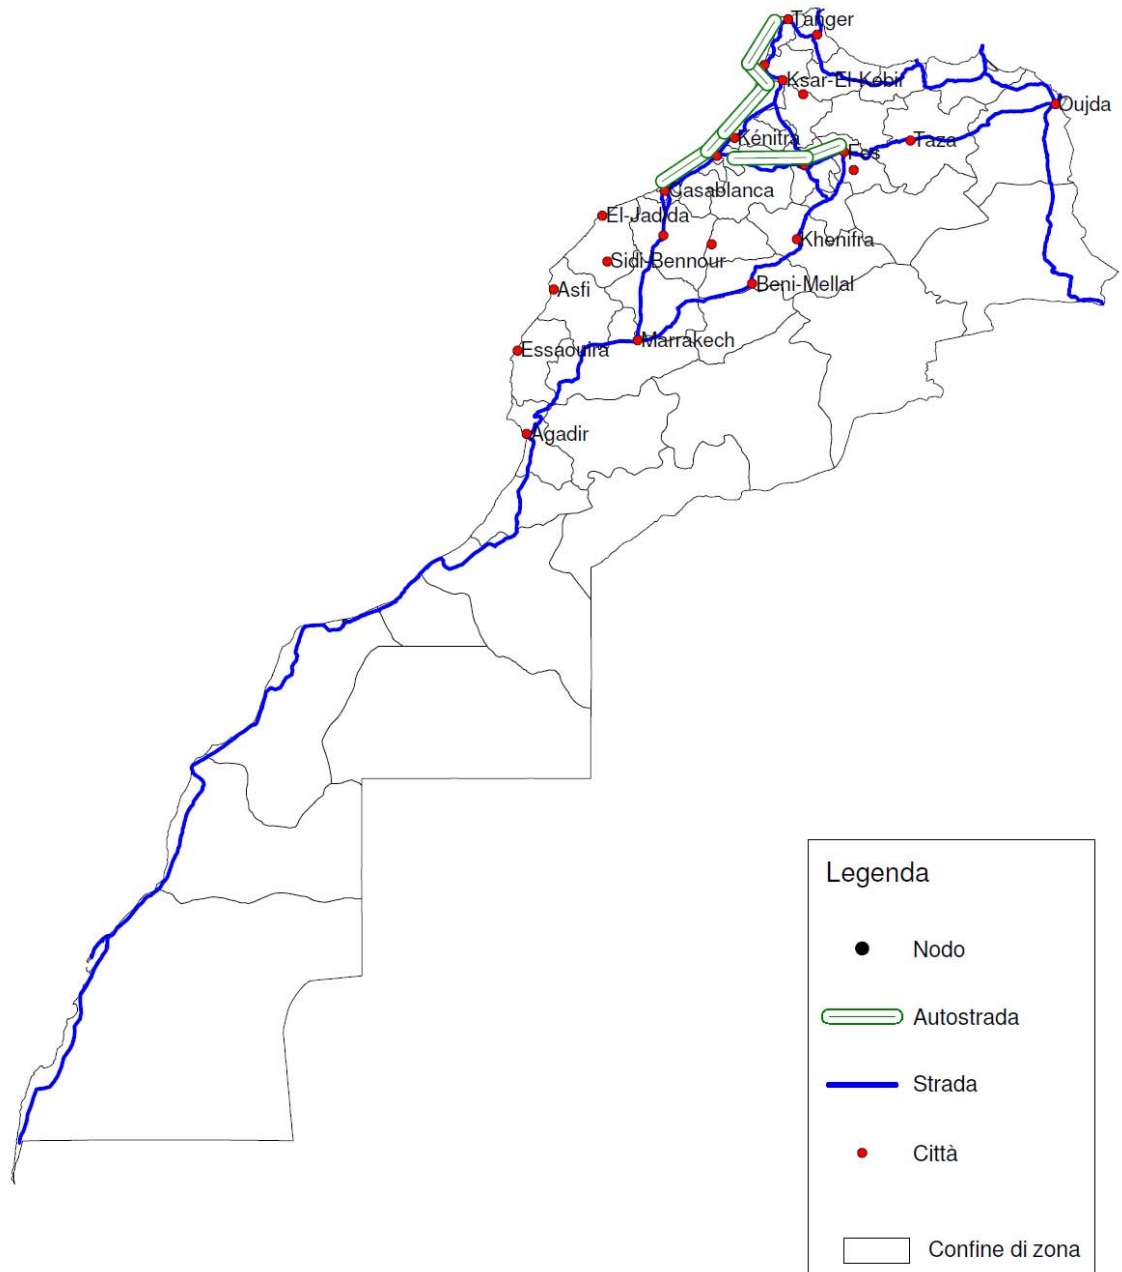 Tanger
Ksar-El-Kebir
Oujda
Kénitra
Taza
Fes
Casablanca
El-Jadida
Khenifra
Sidi-Bennour
Beni-Mellal
Asfi
Marrakech
Essaouira
Agadir
Legenda
Nodo
Autostrada
Strada
Città
Confine di zona